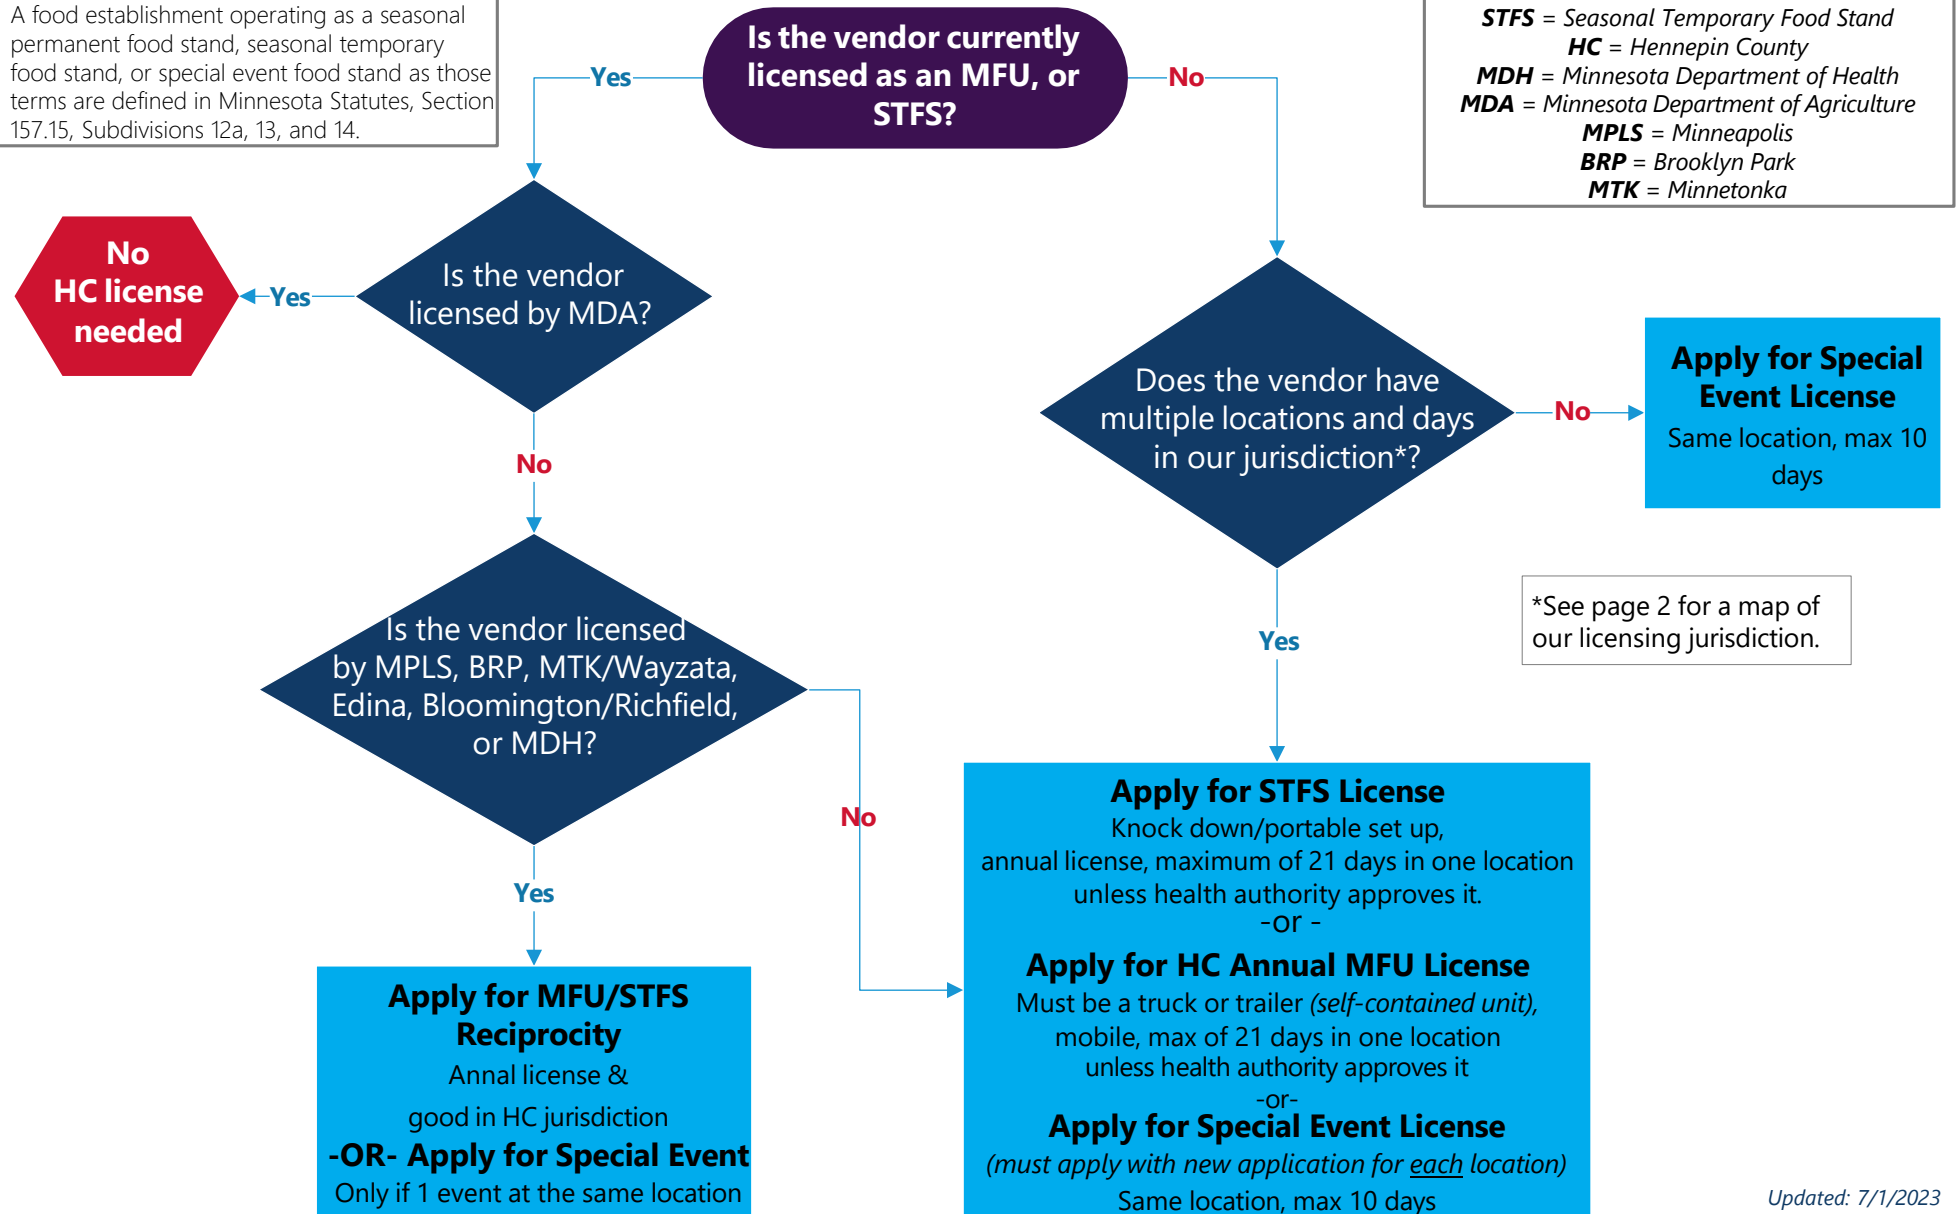 A food establishment operating as a seasonal
permanent food stand, seasonal temporary
food stand, or special event food stand as those
terms are defined in Minnesota Statutes, Section
157.15, Subdivisions 12a, 13, and 14.
Is the vendor currently
licensed as an MFU, or
STFS?
STFS = Seasonal Temporary Food Stand
HC = Hennepin County
MDH = Minnesota Department of Health
MDA = Minnesota Department of Agriculture
MPLS = Minneapolis
BRP = Brooklyn Park
MTK = Minnetonka
Yes
No
Is the vendor
licensed by MDA?
Yes
No
HC license
needed
No
Does the vendor have
multiple locations and days
in our jurisdiction*?
No
Apply for Special
Event License
Same location, max 10
days
*See page 2 for a map of
our licensing jurisdiction.
Yes
Is the vendor licensed
by MPLS, BRP, MTK/Wayzata,
Edina, Bloomington/Richfield,
or MDH?
No
Yes
Apply for MFU/STFS
Reciprocity
Annal license &
good in HC jurisdiction
-OR- Apply for Special Event
Only if 1 event at the same location
Apply for STFS License
Knock down/portable set up,
annual license, maximum of 21 days in one location
unless health authority approves it.
-or -
Apply for HC Annual MFU License
Must be a truck or trailer (self-contained unit),
mobile, max of 21 days in one location
unless health authority approves it
-or-
Apply for Special Event License
(must apply with new application for each location)
Same location, max 10 days
Updated: 7/1/2023